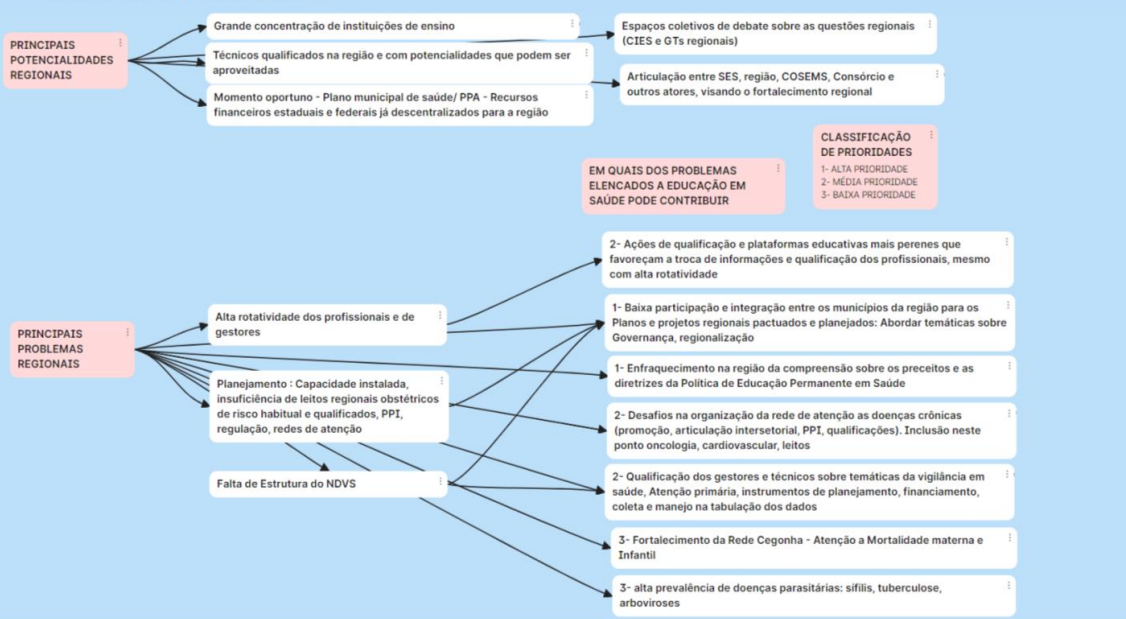 PRINCIPAIS
POTENCIALIDADES
REGIONAIS
Grande concentração de instituições de ensino
Técnicos qualificados na região e com potencialidades que podem ser
aproveitadas
Momento oportuno - Plano municipal de saúde/ PPA - Recursos
financeiros estaduais e federais já descentralizados para a região
Espaços coletivos de debate sobre as questões regionais
(CIES e GTs regionais)
Articulação entre SES, região, COSEMS, Consórcio e
outros atores, visando o fortalecimento regional
CLASSIFICAÇÃO
DE PRIORIDADES
1- ALTA PRIORIDADE
2- MÉDIA PRIORIDADE
3- BAIXA PRIORIDADE
EM QUAIS DOS PROBLEMAS
ELENCADOS A EDUCAÇÃO EM
SAÚDE PODE CONTRIBUIR
PRINCIPAIS
PROBLEMAS
REGIONAIS
Alta rotatividade dos profissionais e de
gestores
Planejamento : Capacidade instalada,
insuficiência de leitos regionais obstétricos
de risco habitual e qualificados, PPI,
regulação, redes de atenção
Falta de Estrutura do NDVS
2- Ações de qualificação e plataformas educativas mais perenes que
favoreçam a troca de informações e qualificação dos profissionais, mesmo
com alta rotatividade
1- Baixa participação e integração entre os municípios da região para os
Planos e projetos regionais pactuados e planejados: Abordar temáticas sobre
Governança, regionalização
1- Enfraquecimento na região da compreensão sobre os preceitos e as
diretrizes da Política de Educação Permanente em Saúde
2- Desafios na organização da rede de atenção as doenças crônicas
(promoção, articulação intersetorial, PPI, qualificações). Inclusão neste
ponto oncologia, cardiovascular, leitos
2- Qualificação dos gestores e técnicos sobre temáticas da vigilância em
saúde, Atenção primária, instrumentos de planejamento, financiamento,
coleta e manejo na tabulação dos dados
3- Fortalecimento da Rede Cegonha - Atenção a Mortalidade materna e
Infantil
3- alta prevalência de doenças parasitárias: sífilis, tuberculose,
arboviroses